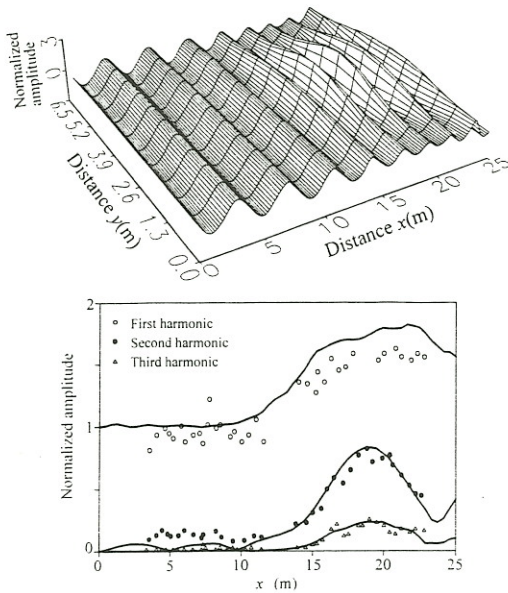 Normalized
amplitude
3
0
6.5 5.2 3.9 2.6 1.3 0.0
Distance y(m)
0 5 10 15 20 25
Distance x(m)
2
1
0
Normalized amplitude
First harmonic
Second harmonic
Third harmonic
0 5 10 15 20 25
x (m)